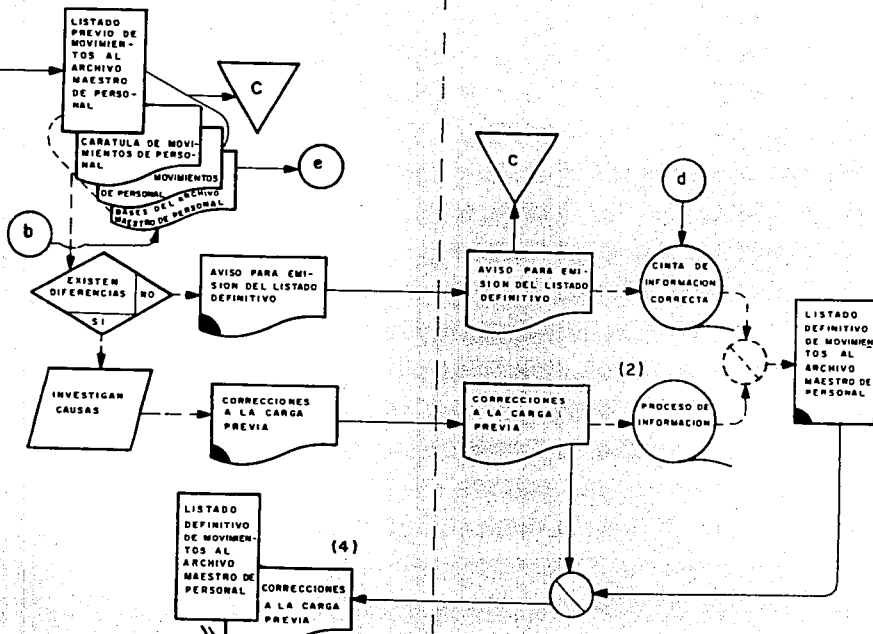 LISTADO
PREVIO DE
MOVIMIEN-
TOS AL
ARCHIVO
MAESTRO
DE PERSO-
NAL
C
CARATULA DE MOVI-
MIENTOS DE PERSO-
NAL
MOVIMIENTOS
DE PERSONAL
BASES DEL ARCHIVO
MAESTRO DE PERSONAL
e
b
C
d
EXISTEN
DIFERENCIAS
NO
SI
AVISO PARA EMI-
SION DEL LISTADO
DEFINITIVO
AVISO PARA EMI-
SION DEL LISTADO
DEFINITIVO
CINTA DE
INFORMACION
CORRECTA
LISTADO
DEFINITIVO
DE MOVIMIEN
TOS AL
ARCHIVO
MAESTRO DE
PERSONAL
INVESTIGAN
CAUSAS
CORRECCIONES
A LA CARGA
PREVIA
CORRECCIONES
A LA CARGA
PREVIA
(2)
PROCESO DE
INFORMACION
LISTADO
DEFINITIVO
DE MOVIMIEN-
TOS AL
ARCHIVO
MAESTRO DE
PERSONAL
(4)
CORRECCIONES
A LA CARGA
PREVIA